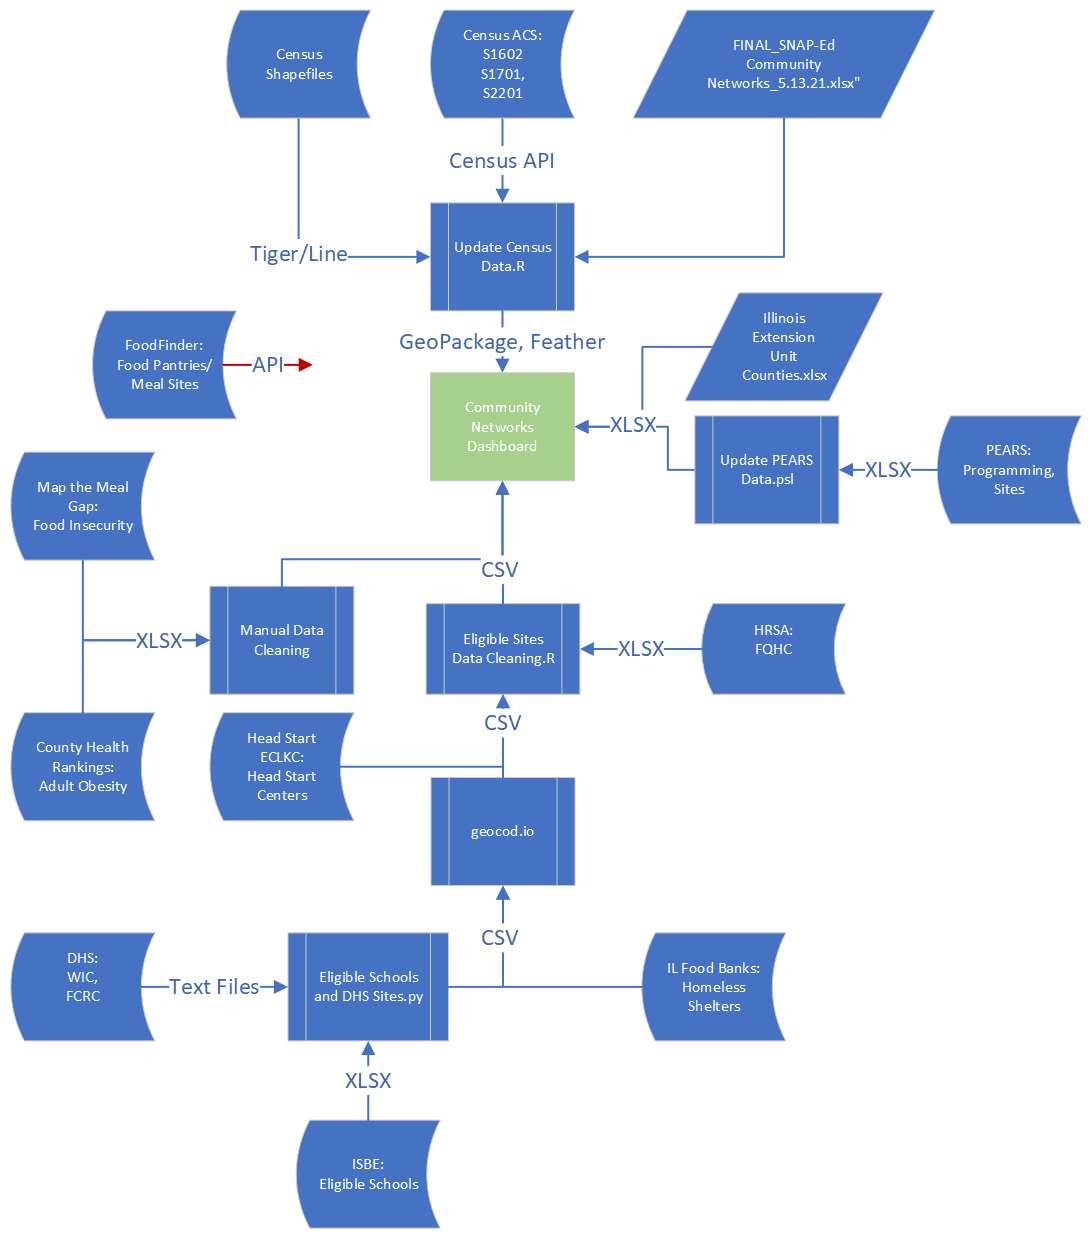 Census
Shapefiles
Census ACS:
S1602
S1701,
S2201
FINAL_SNAP-Ed
Community
Networks_5.13.21.xlsx"
Census API
Tiger/Line
Update Census
Data.R
GeoPackage, Feather
Illinois
Extension
Unit
Counties.xlsx
FoodFinder:
Food Pantries/
Meal Sites
API
Community
Networks
Dashboard
XLSX
Update PEARS
Data.psl
XLSX
PEARS:
Programming,
Sites
Map the Meal
Gap:
Food Insecurity
CSV
XLSX
Manual Data
Cleaning
Eligible Sites
Data Cleaning.R
XLSX
HRSA:
FQHC
County Health
Rankings:
Adult Obesity
Head Start
ECLKC:
Head Start
Centers
CSV
geocod.io
CSV
DHS:
WIC,
FCRC
Text Files
Eligible Schools
and DHS Sites.py
IL Food Banks:
Homeless
Shelters
XLSX
ISBE:
Eligible Schools